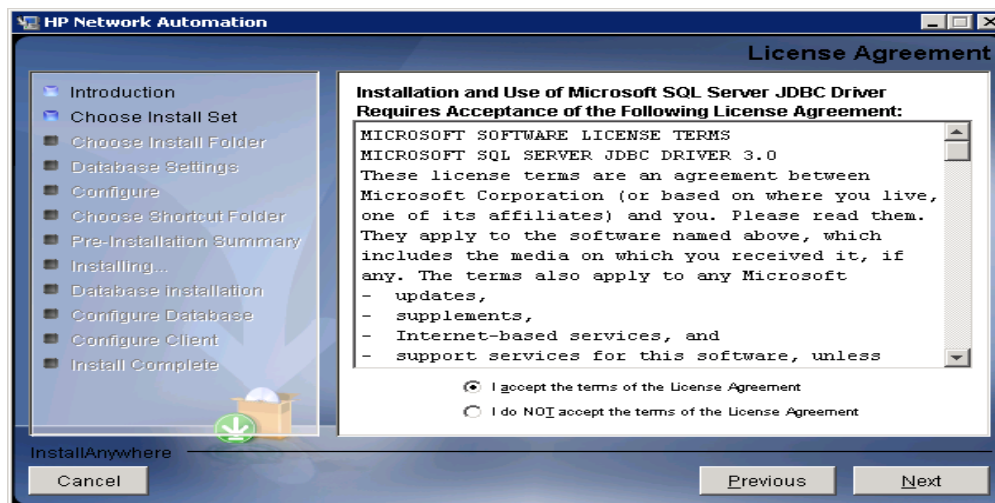 HP Network Automation
License Agreement
Introduction
Choose Install Set
Choose Install Folder
Database Settings
Configure
Choose Shortcut Folder
Pre-Installation Summary
Installing...
Database Installation
Configure Database
Configure Client
Install Complete
Installation and Use of Microsoft SQL Server JDBC Driver
Requires Acceptance of the Following License Agreement:
MICROSOFT SOFTWARE LICENSE TERMS
MICROSOFT SQL SERVER JDBC DRIVER 3.0
These license terms are an agreement between
Microsoft Corporation (or based on where you live,
one of its affiliates) and you. Please read them.
They apply to the software named above, which
includes the media on which you received it, if
any. The terms also apply to any Microsoft
- updates,
- supplements,
- Internet-based services, and
- support services for this software, unless
I accept the terms of the License Agreement
I do NOT accept the terms of the License Agreement
InstallAnywhere
Cancel
Previous
Next